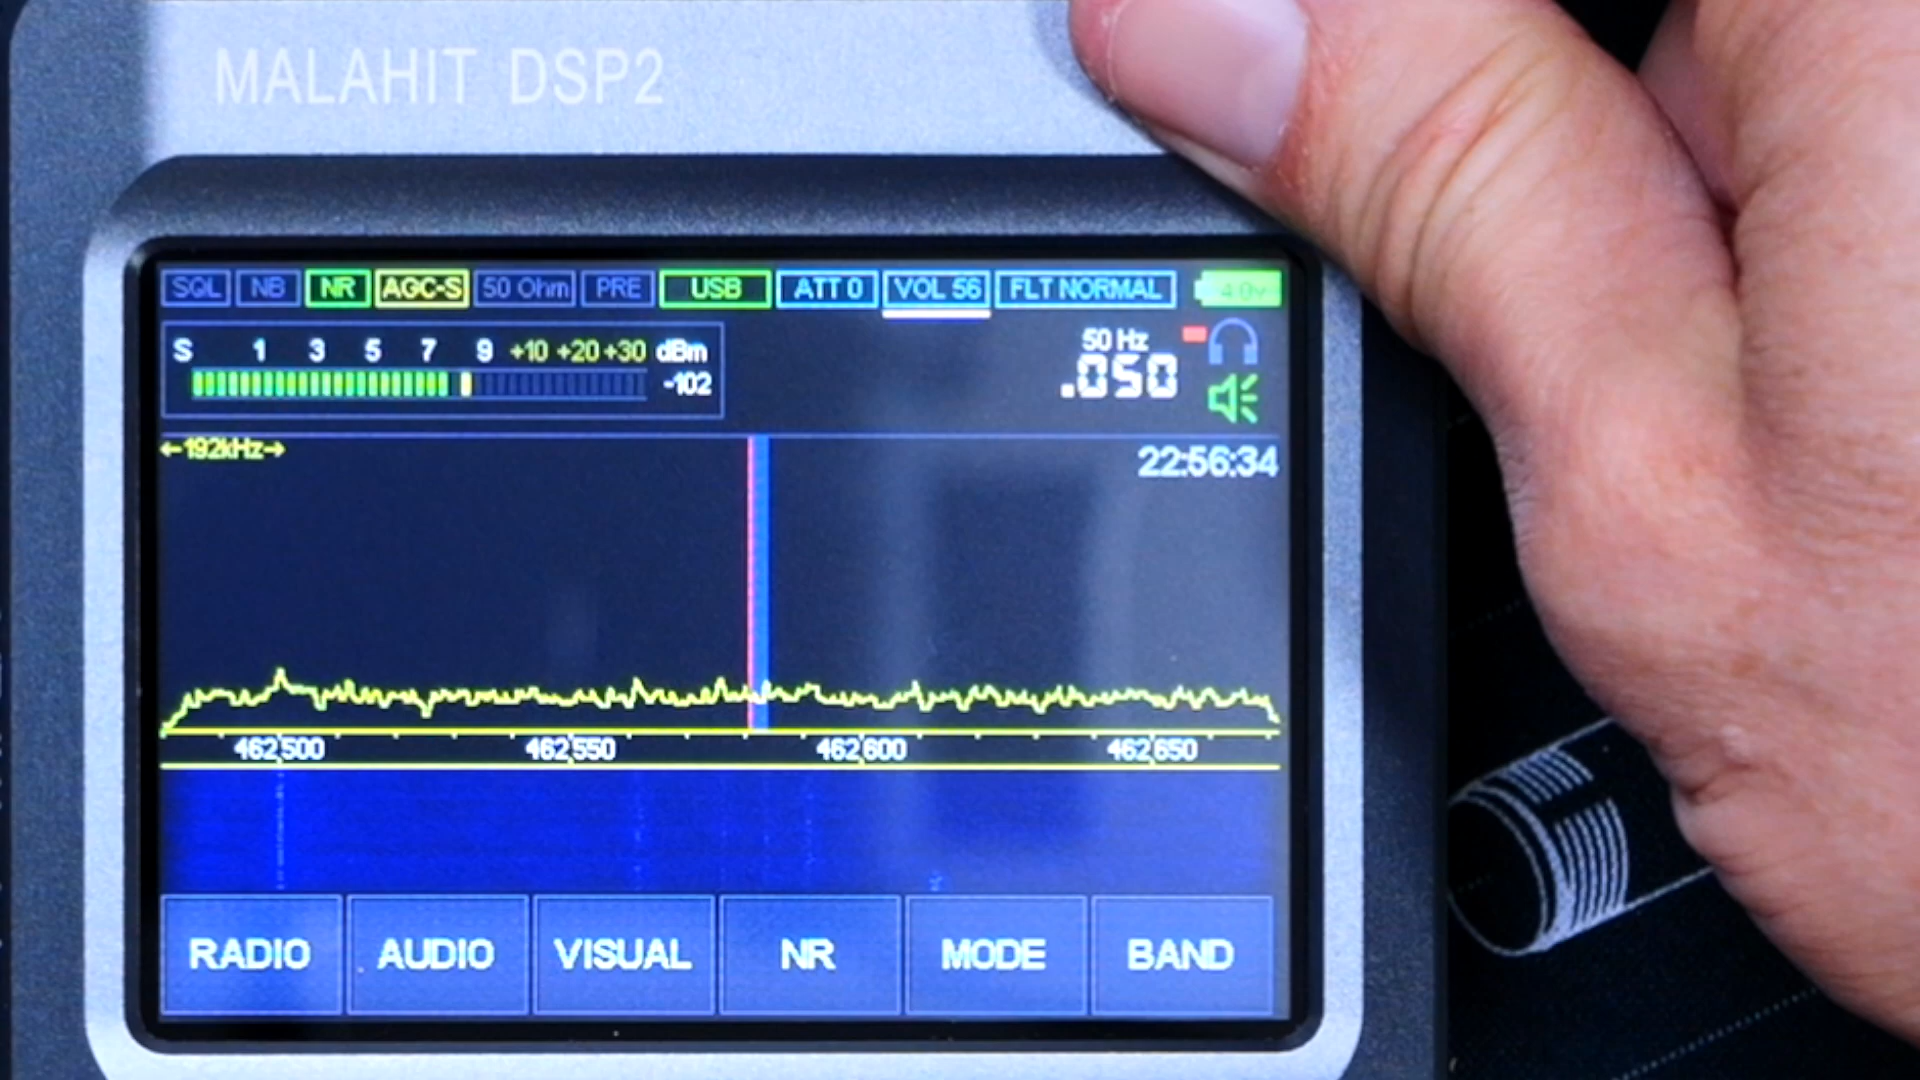 MALAHIT DSP2
SQL NB NR AGC-S 50 Ohm PRE USB ATT 0 VOL 56 FLT NORMAL 4.0v
S 1 3 5 7 9 +10 +20 +30 dBm
-102
50 Hz
.050
←192kHz→
22:56:34
462,500 462,550 462,600 462,650
RADIO AUDIO VISUAL NR MODE BAND